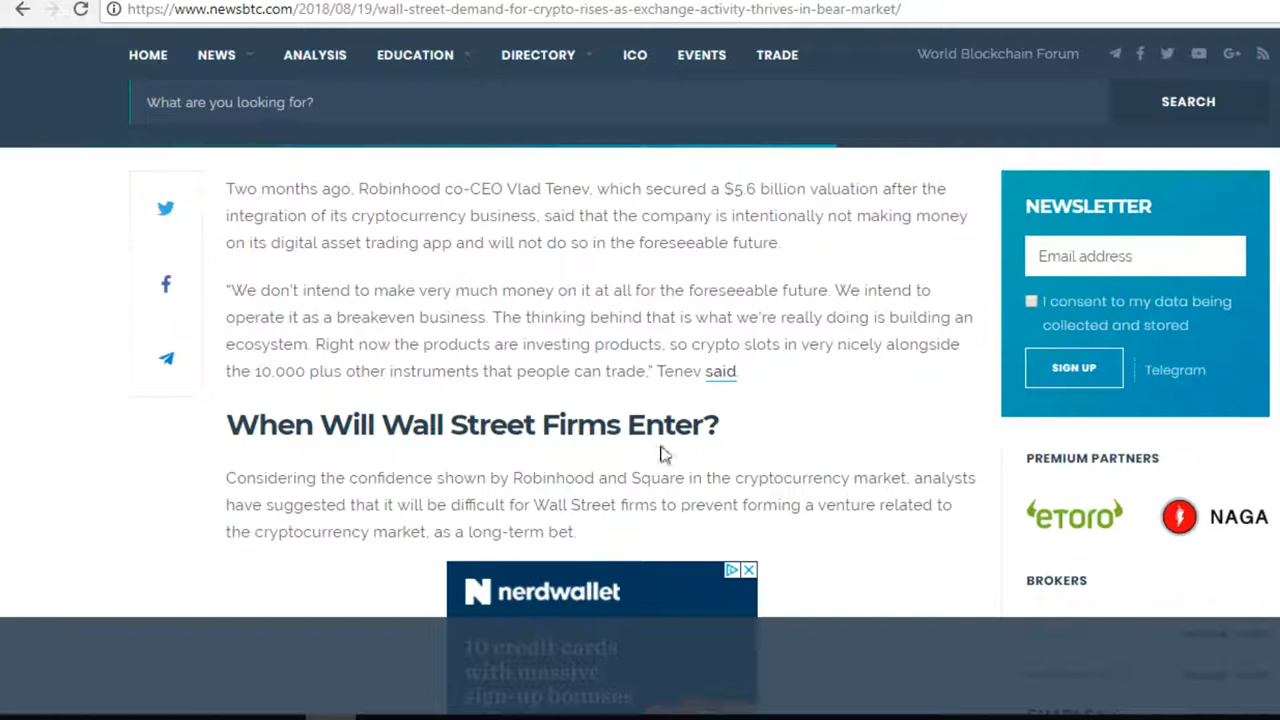 https://www.newsbtc.com/2018/08/19/wall-street-demand-for-crypto-rises-as-exchange-activity-thrives-in-bear-market/
HOME NEWS ANALYSIS EDUCATION DIRECTORY ICO EVENTS TRADE World Blockchain Forum
What are you looking for? SEARCH
Two months ago, Robinhood co-CEO Vlad Tenev, which secured a $5.6 billion valuation after the
integration of its cryptocurrency business, said that the company is intentionally not making money
on its digital asset trading app and will not do so in the foreseeable future.
“We don't intend to make very much money on it at all for the foreseeable future. We intend to
operate it as a breakeven business. The thinking behind that is what we're really doing is building an
ecosystem. Right now the products are investing products, so crypto slots in very nicely alongside
the 10,000 plus other instruments that people can trade,” Tenev said.
When Will Wall Street Firms Enter?
Considering the confidence shown by Robinhood and Square in the cryptocurrency market, analysts
have suggested that it will be difficult for Wall Street firms to prevent forming a venture related to
the cryptocurrency market, as a long-term bet.
nerdwallet
10 credit cards
with massive
sign-up bonuses
NEWSLETTER
Email address
I consent to my data being
collected and stored
SIGN UP Telegram
PREMIUM PARTNERS
eToro NAGA
BROKERS